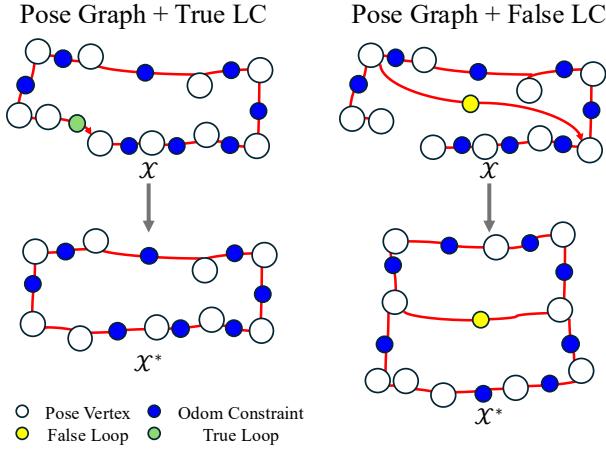 Pose Graph + True LC
Pose Graph + False LC
𝒳
𝒳
𝒳*
𝒳*
Pose Vertex
Odom Constraint
False Loop
True Loop